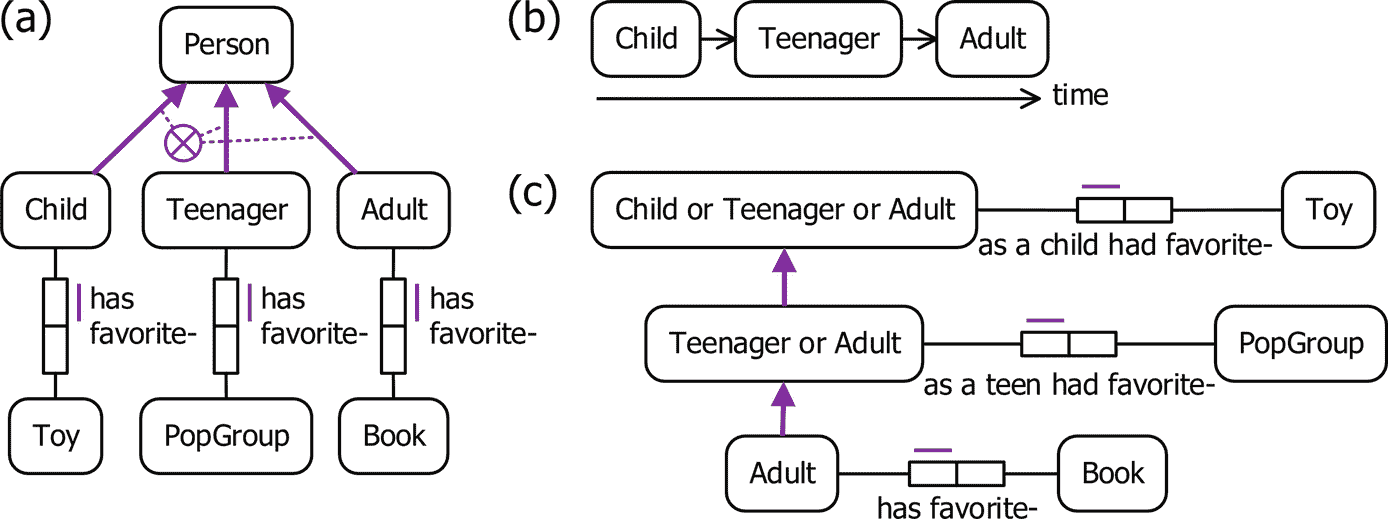 (a)
Person
Child
Teenager
Adult
has
favorite-
has
favorite-
has
favorite-
Toy
PopGroup
Book
(b)
Child
Teenager
Adult
time
(c)
Child or Teenager or Adult
Toy
as a child had favorite-
Teenager or Adult
PopGroup
as a teen had favorite-
Adult
Book
has favorite-